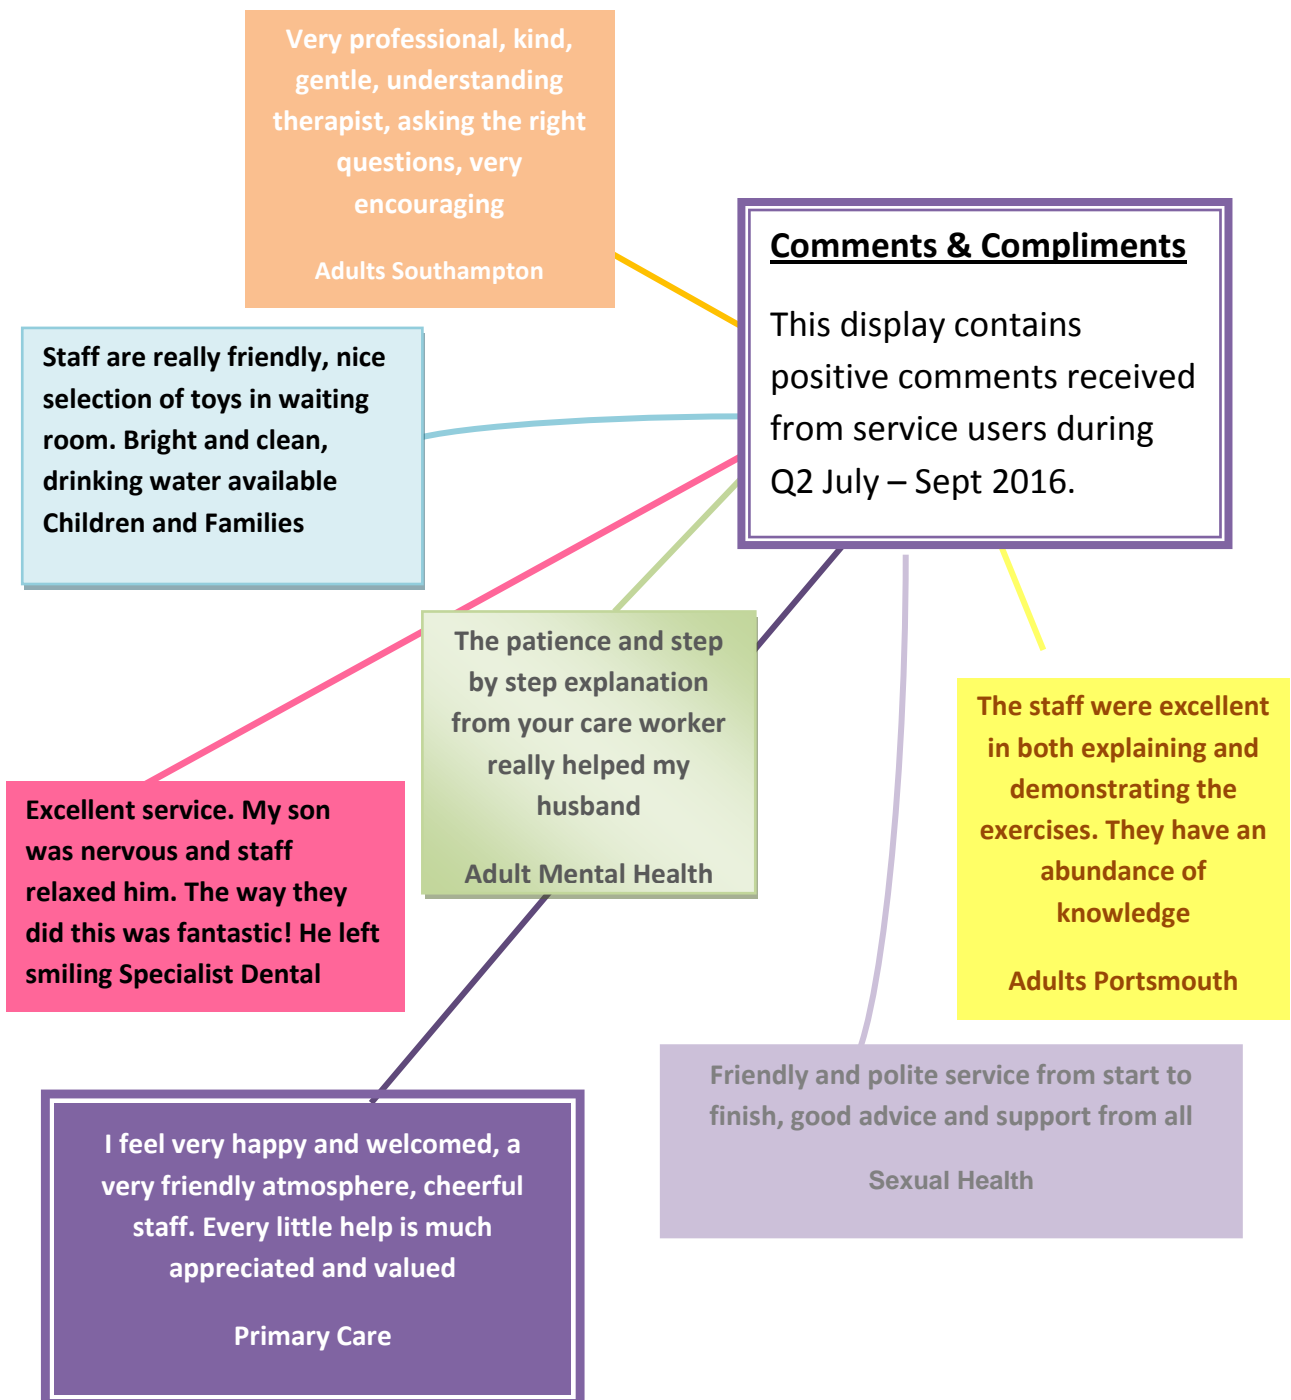 Very professional, kind,
gentle, understanding
therapist, asking the right
questions, very
encouraging
Adults Southampton
Comments & Compliments
This display contains
positive comments received
from service users during
Q2 July – Sept 2016.
Staff are really friendly, nice
selection of toys in waiting
room. Bright and clean,
drinking water available
Children and Families
The patience and step
by step explanation
from your care worker
really helped my
husband
Adult Mental Health
The staff were excellent
in both explaining and
demonstrating the
exercises. They have an
abundance of
knowledge
Adults Portsmouth
Excellent service. My son
was nervous and staff
relaxed him. The way they
did this was fantastic! He left
smiling Specialist Dental
Friendly and polite service from start to
finish, good advice and support from all
Sexual Health
I feel very happy and welcomed, a
very friendly atmosphere, cheerful
staff. Every little help is much
appreciated and valued
Primary Care